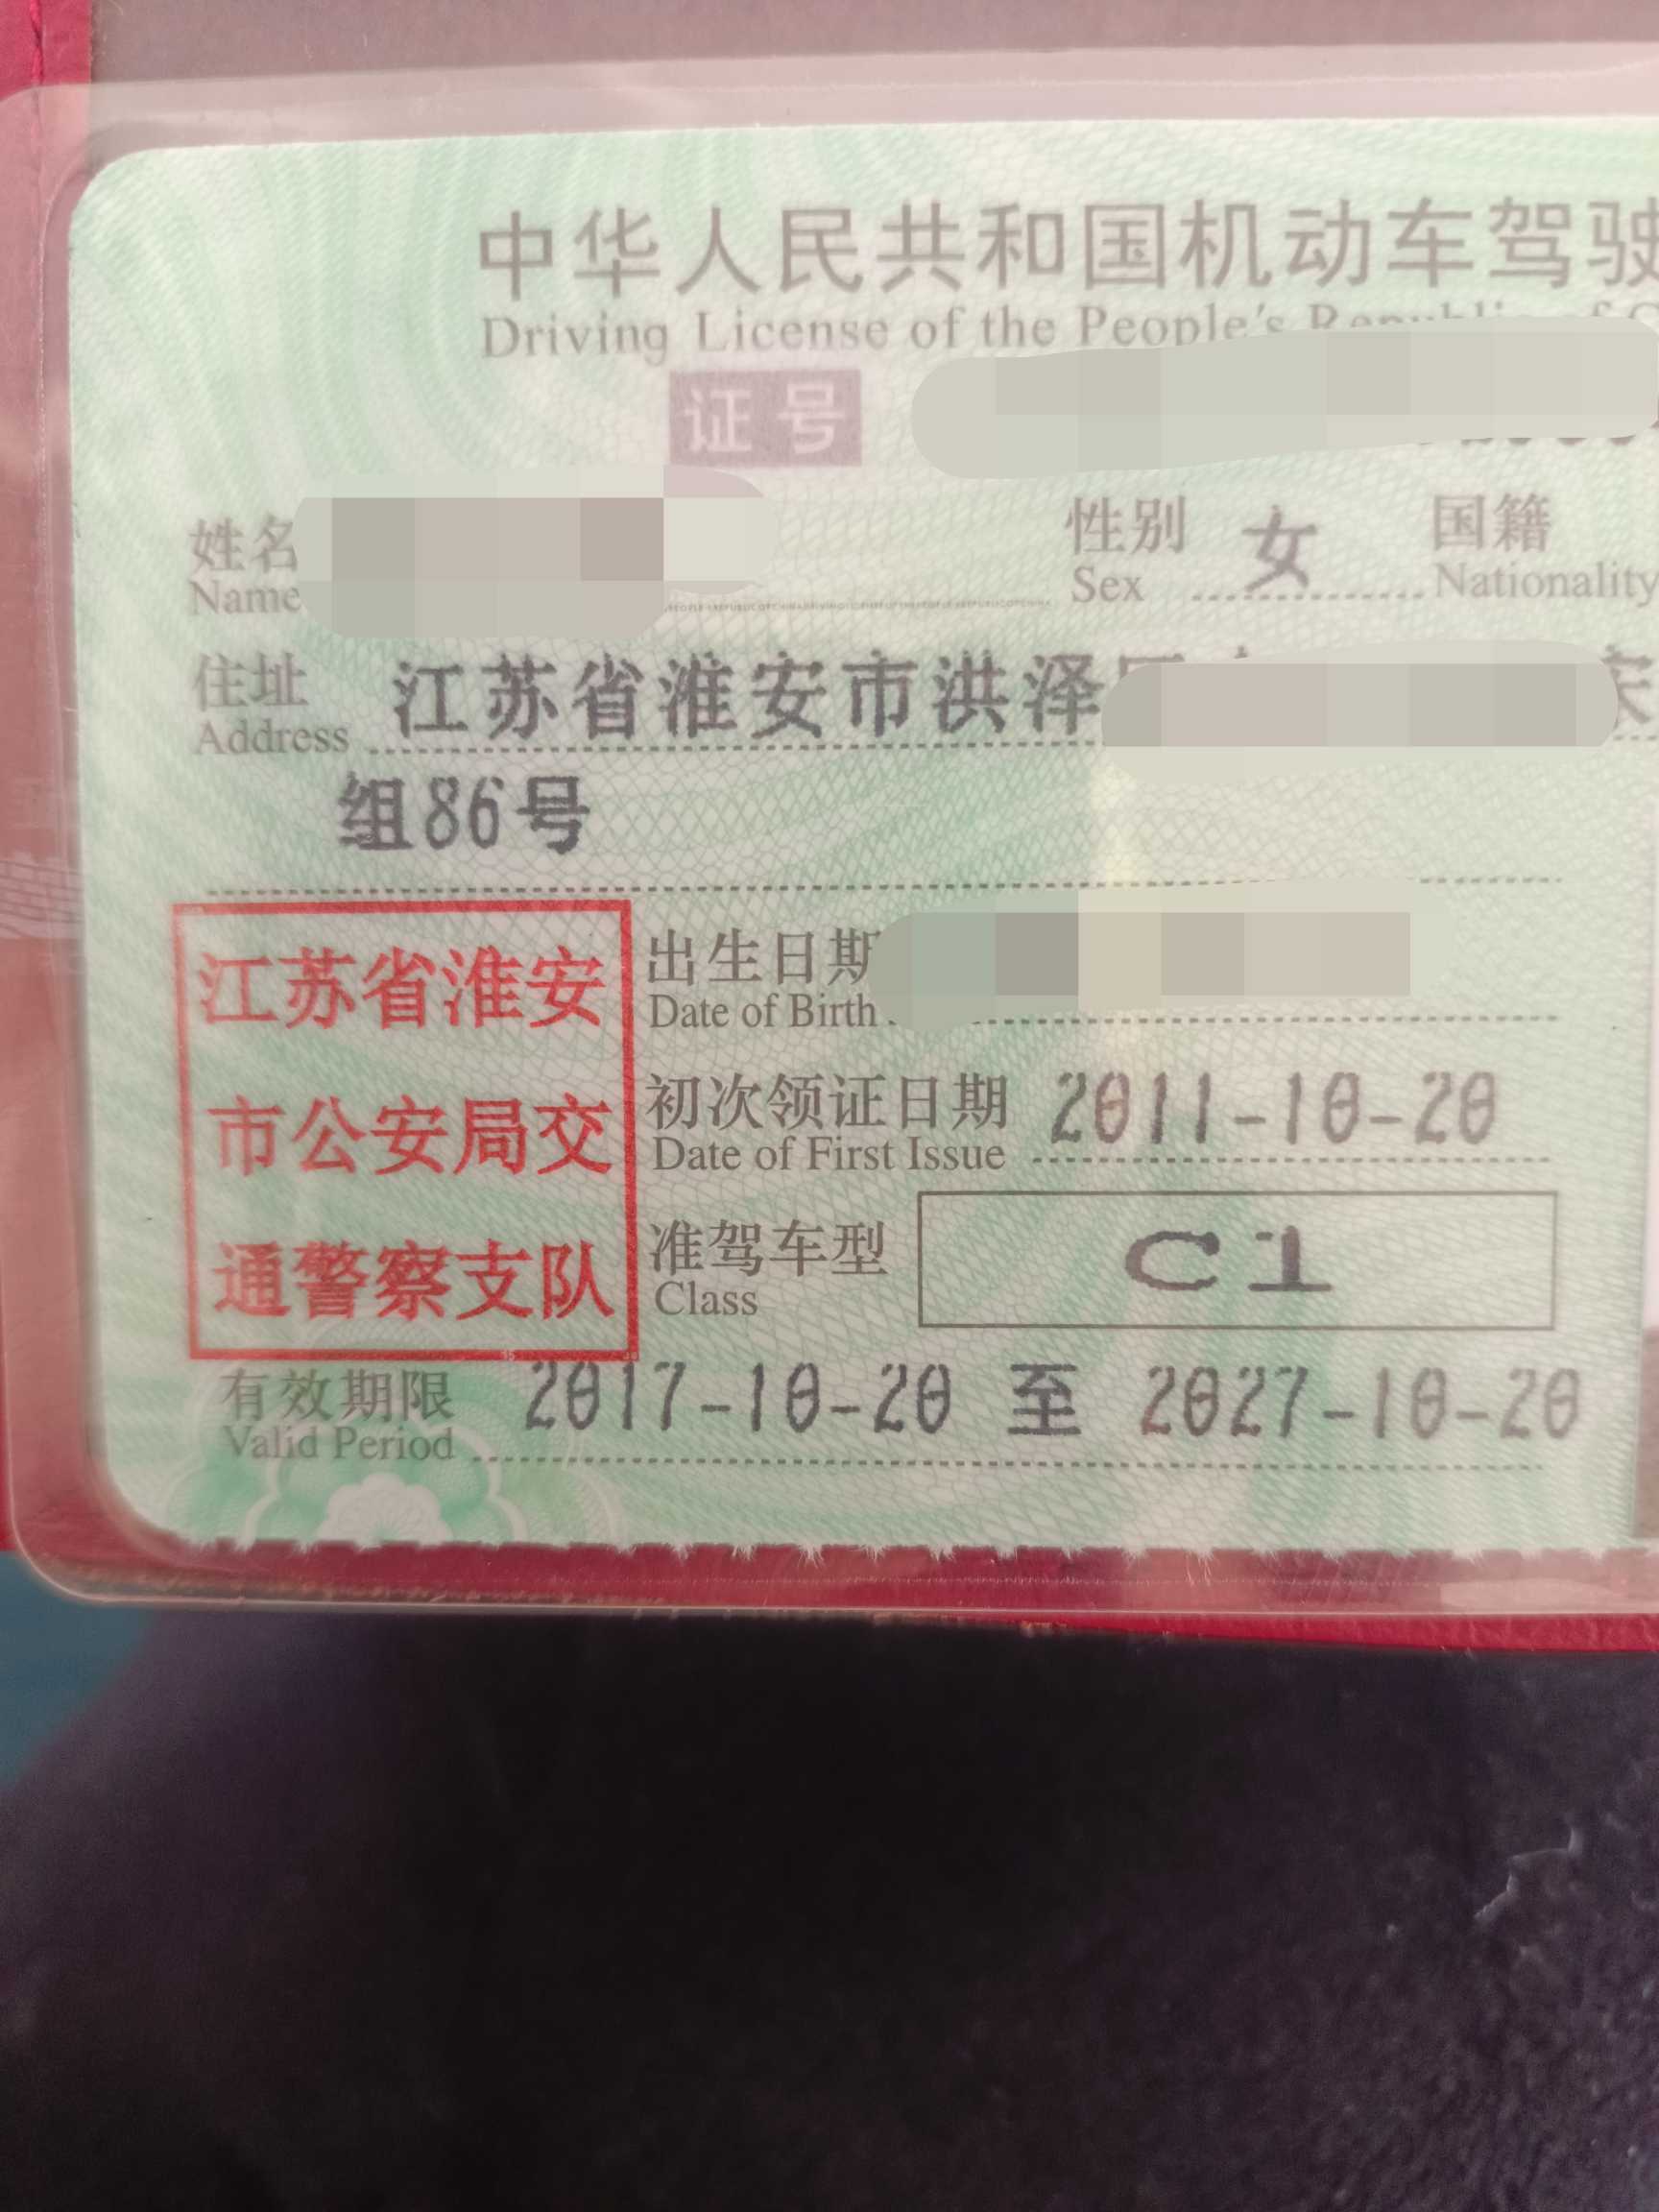 中华人民共和国机动车驾驶
Driving License of the People's Republic of C
证号
姓名
Name
性别 女 国籍
Sex Nationality
住址 江苏省淮安市洪泽
Address
组86号
江苏省淮安
市公安局交
通警察支队
出生日期
Date of Birth
初次领证日期 2011-10-20
Date of First Issue
准驾车型 C1
Class
有效期限 2017-10-20 至 2027-10-20
Valid Period